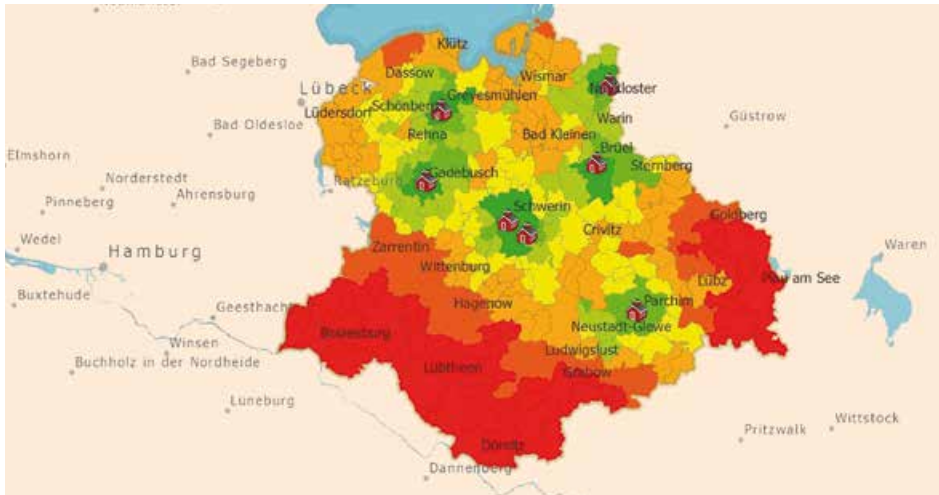 Klütz
Bad Segeberg
Dassow
Wismar
Lübeck
Grevesmühlen
Schönberg
Lüdersdorf
Warin
Güstrow
Bad Oldesloe
Rehna
Bad Kleinen
Brüel
Elmshorn
Sternberg
Gadebusch
Norderstedt
Ratzeburg
Ahrensburg
Pinneberg
Schwerin
Goldberg
Crivitz
Wedel
Zarrentin
Waren
Hamburg
Wittenburg
Plau am See
Lübz
Buxtehude
Hagenow
Parchim
Geesthacht
Neustadt-Glewe
Boizenburg
Winsen
Ludwigslust
Buchholz in der Nordheide
Lübtheen
Grabow
Lüneburg
Wittstock
Pritzwalk
Dömitz
Dannenberg